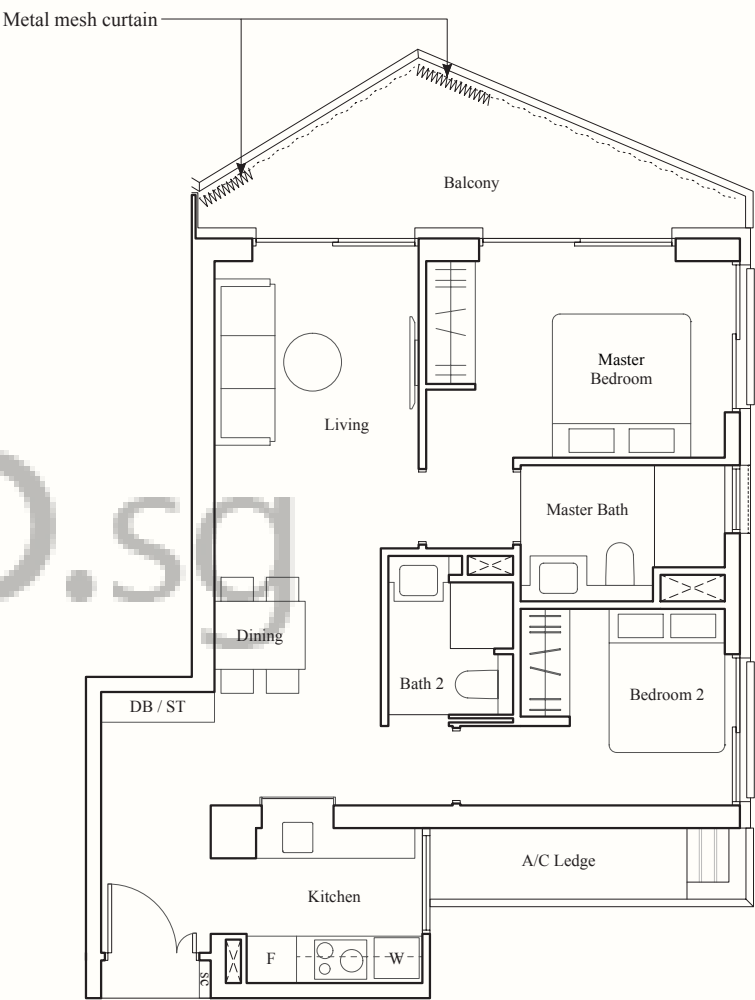 Metal mesh curtain
Balcony
Master
Bedroom
Living
Master Bath
D.sg
Dining
Bath 2
Bedroom 2
DB / ST
A/C Ledge
Kitchen
F
W
SC